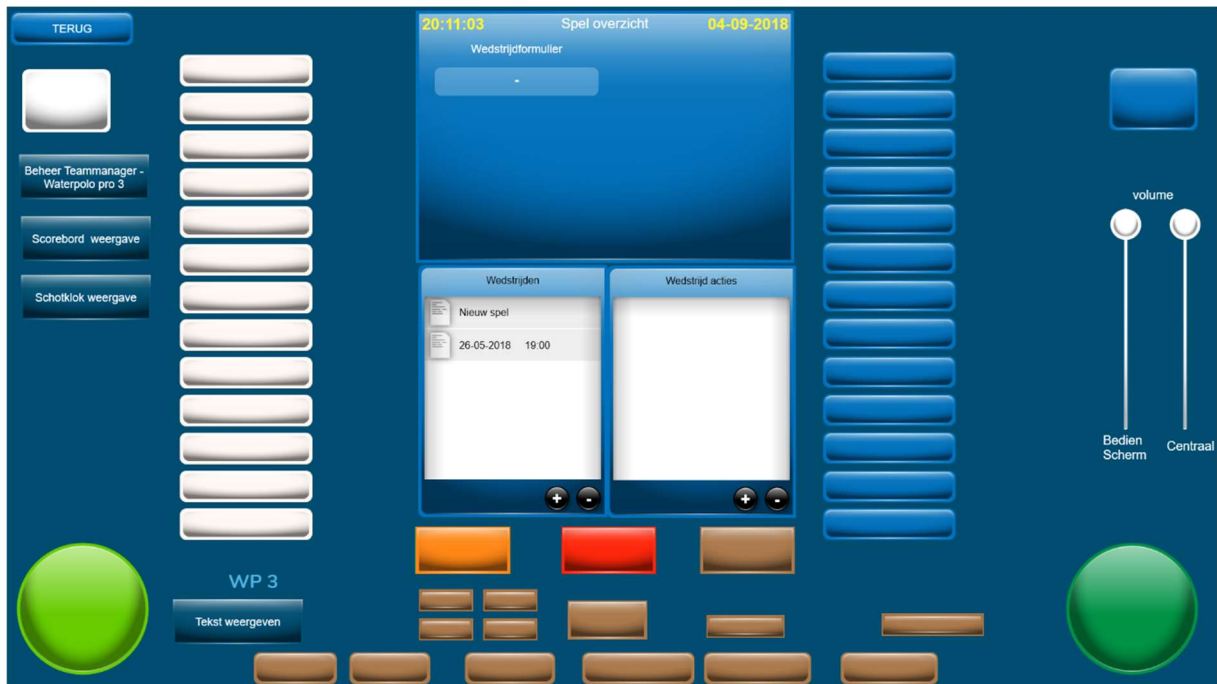 TERUG
20:11:03 Spel overzicht 04-09-2018
Wedstrijdformulier
-
Beheer Teammanager -
Waterpolo pro 3
Scorebord weergave
Schotklok weergave
volume
Wedstrijden
Wedstrijd acties
Nieuw spel
26-05-2018 19:00
Bedien
Scherm
Centraal
+ -
+ -
WP 3
Tekst weergeven